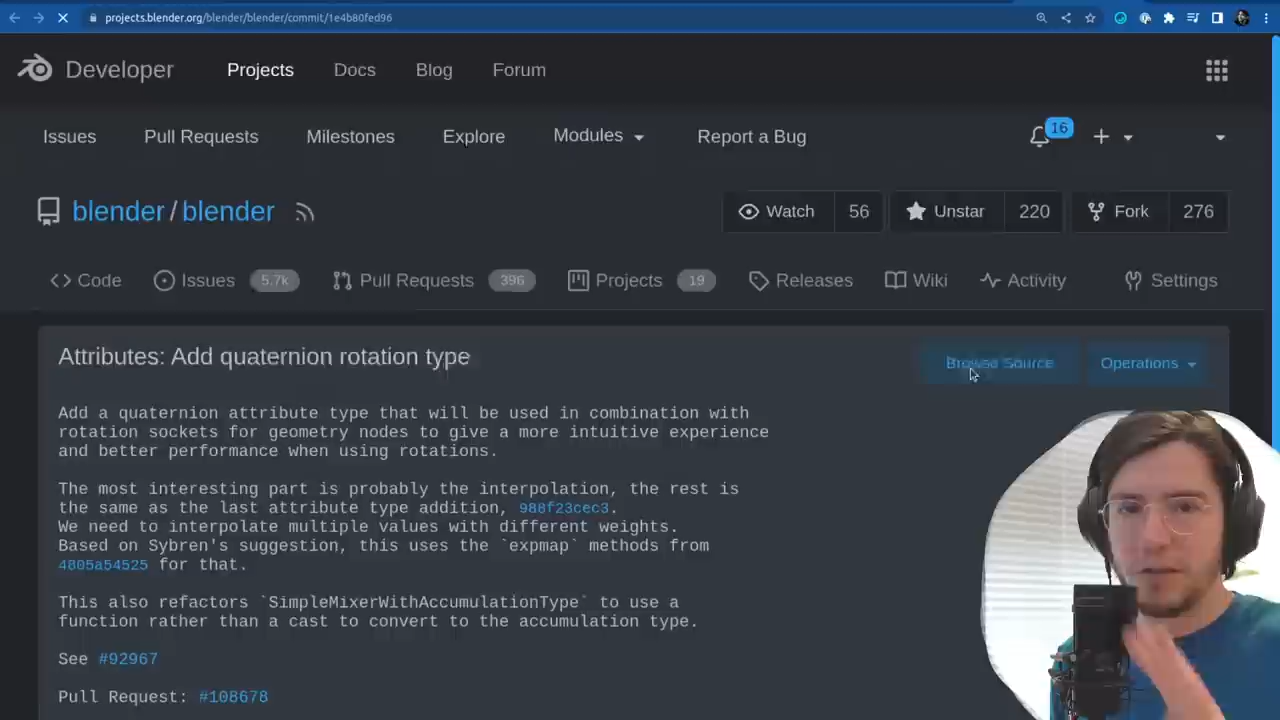 projects.blender.org/blender/blender/commit/1e4b80fed96
Developer Projects Docs Blog Forum
Issues Pull Requests Milestones Explore Modules Report a Bug 16
blender/blender Watch 56 Unstar 220 Fork 276
Code Issues 5.7k Pull Requests 396 Projects 19 Releases Wiki Activity Settings
Attributes: Add quaternion rotation type Browse Source Operations
Add a quaternion attribute type that will be used in combination with
rotation sockets for geometry nodes to give a more intuitive experience
and better performance when using rotations.
The most interesting part is probably the interpolation, the rest is
the same as the last attribute type addition, 988f23cec3.
We need to interpolate multiple values with different weights.
Based on Sybren's suggestion, this uses the `expmap` methods from
4805a54525 for that.
This also refactors `SimpleMixerWithAccumulationType` to use a
function rather than a cast to convert to the accumulation type.
See #92967
Pull Request: #108678